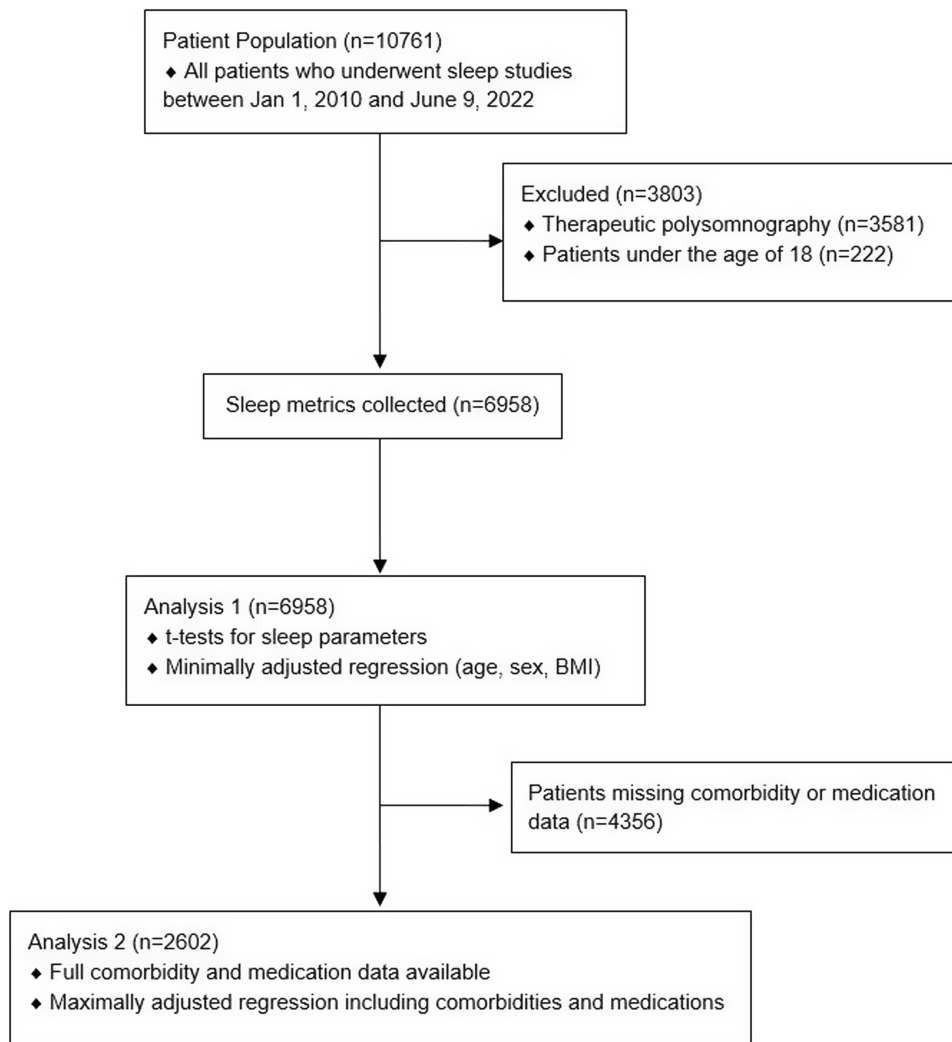 Patient Population (n=10761)
♦ All patients who underwent sleep studies
between Jan 1, 2010 and June 9, 2022
Excluded (n=3803)
♦ Therapeutic polysomnography (n=3581)
♦ Patients under the age of 18 (n=222)
Sleep metrics collected (n=6958)
Analysis 1 (n=6958)
♦ t-tests for sleep parameters
♦ Minimally adjusted regression (age, sex, BMI)
Patients missing comorbidity or medication
data (n=4356)
Analysis 2 (n=2602)
♦ Full comorbidity and medication data available
♦ Maximally adjusted regression including comorbidities and medications